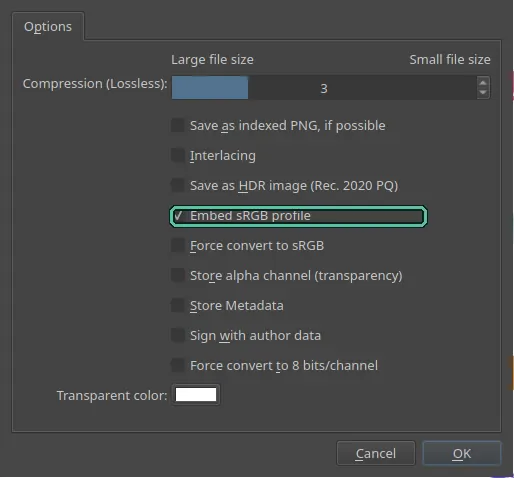 Options
Large file size Small file size
Compression (Lossless): 3
Save as indexed PNG, if possible
Interlacing
Save as HDR image (Rec. 2020 PQ)
Embed sRGB profile
Force convert to sRGB
Store alpha channel (transparency)
Store Metadata
Sign with author data
Force convert to 8 bits/channel
Transparent color:
Cancel OK